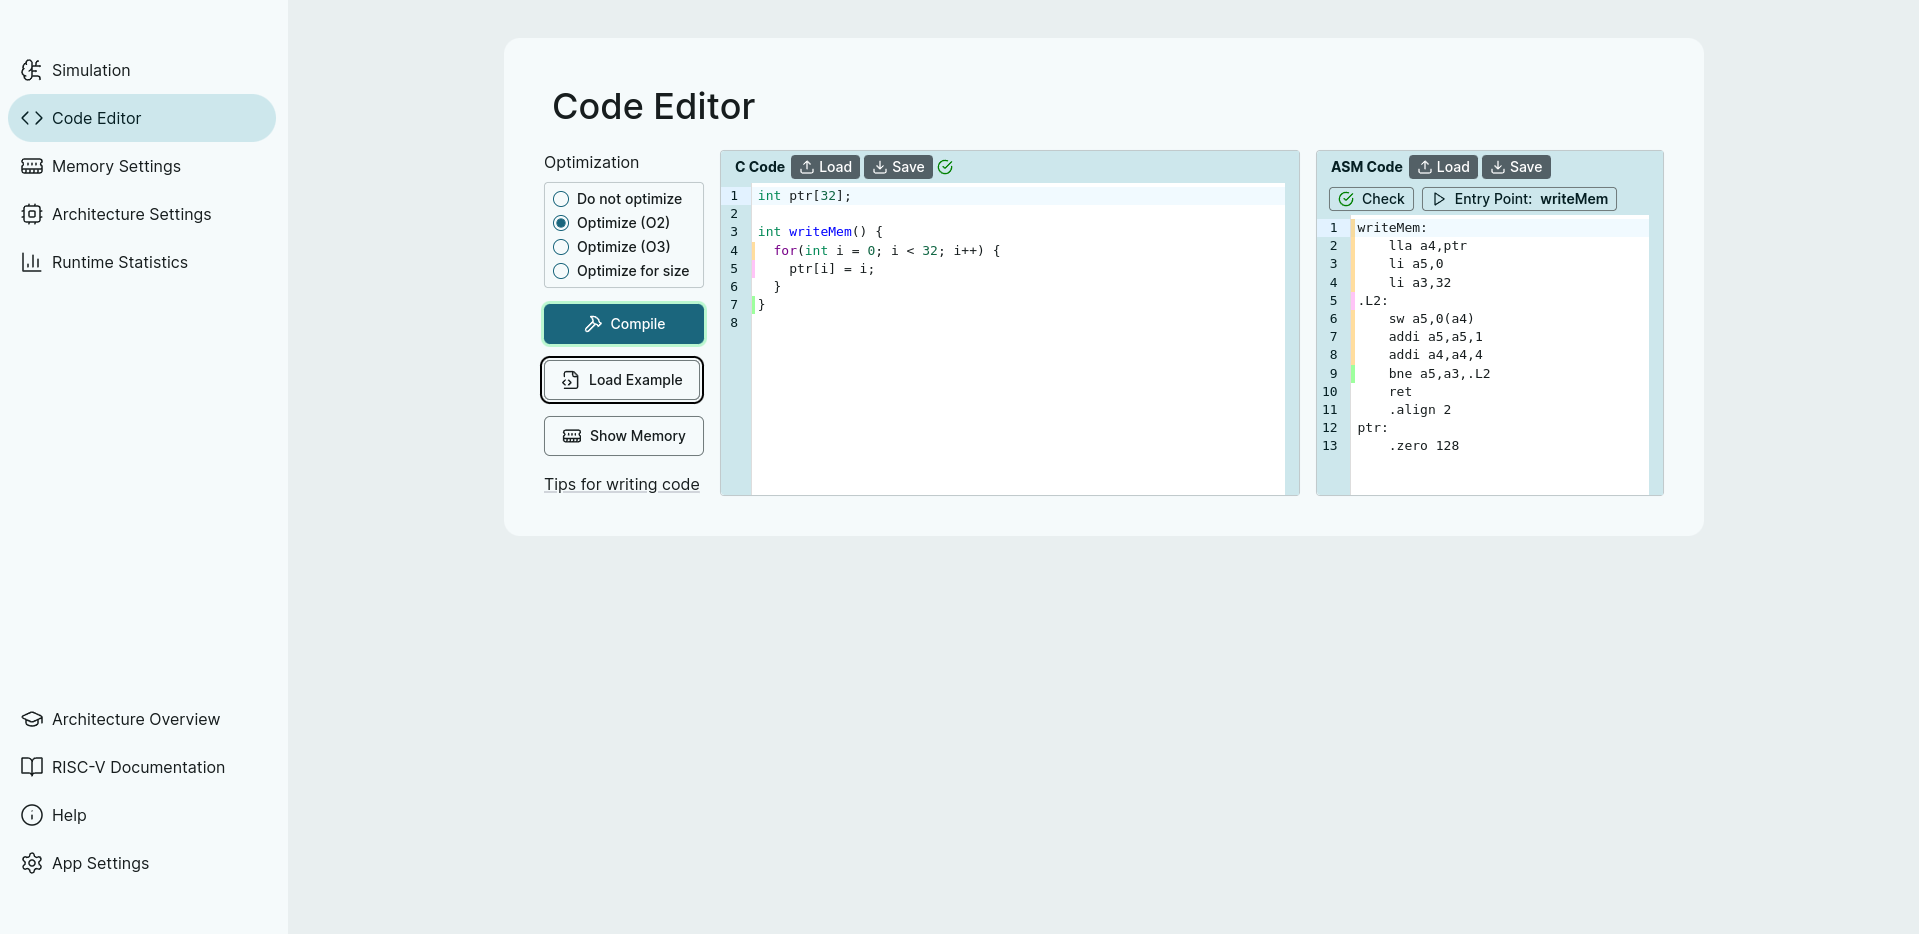 Simulation
Code Editor
Memory Settings
Architecture Settings
Runtime Statistics
Architecture Overview
RISC-V Documentation
Help
App Settings
Code Editor
Optimization
Do not optimize
Optimize (O2)
Optimize (O3)
Optimize for size
Compile
Load Example
Show Memory
Tips for writing code
C Code Load Save
1 int ptr[32];
2
3 int writeMem() {
4   for(int i = 0; i < 32; i++) {
5     ptr[i] = i;
6   }
7 }
8
ASM Code Load Save
Check Entry Point: writeMem
1 writeMem:
2     lla a4,ptr
3     li a5,0
4     li a3,32
5 .L2:
6     sw a5,0(a4)
7     addi a5,a5,1
8     addi a4,a4,4
9     bne a5,a3,.L2
10     ret
11     .align 2
12 ptr:
13     .zero 128